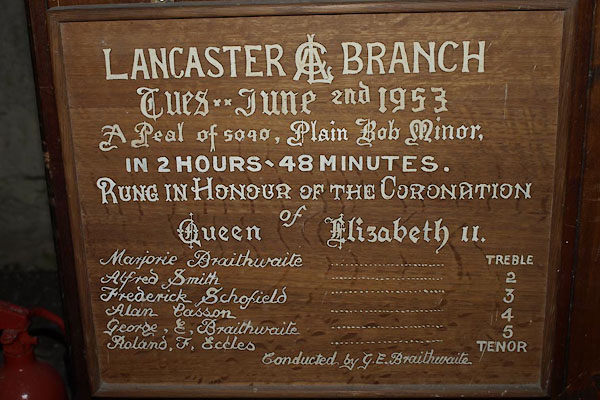 LANCASTER LAC BRANCH
Tues.. June 2nd 1953
A Peal of 5040, Plain Bob Minor,
IN 2 HOURS - 48 MINUTES.
RUNG IN HONOUR OF THE CORONATION
of
Queen Elizabeth II.
Marjorie Braithwaite TREBLE
Alfred Smith 2
Frederick Schofield 3
Alan Casson 4
George, E, Braithwaite 5
Roland, F, Eccles TENOR
Conducted by G.E. Braithwaite